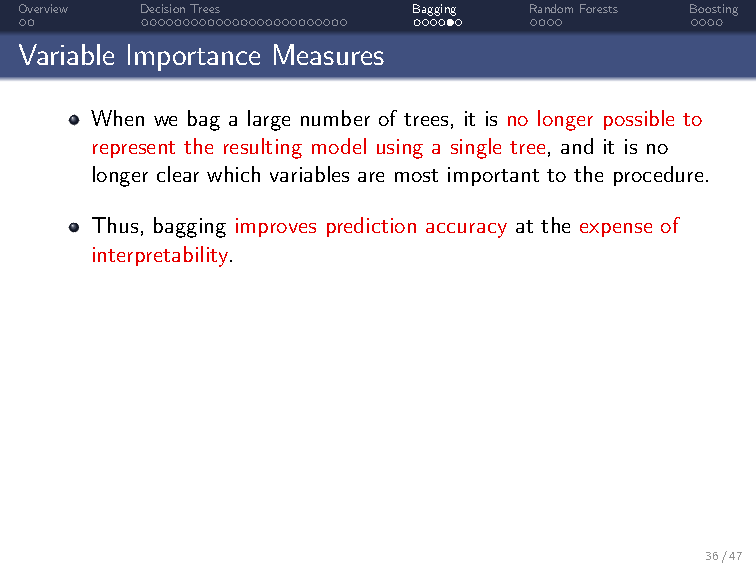 Overview
Decision Trees
Bagging
Random Forests
Boosting
Variable Importance Measures
When we bag a large number of trees, it is no longer possible to
represent the resulting model using a single tree, and it is no
longer clear which variables are most important to the procedure.
Thus, bagging improves prediction accuracy at the expense of
interpretability.
36 / 47